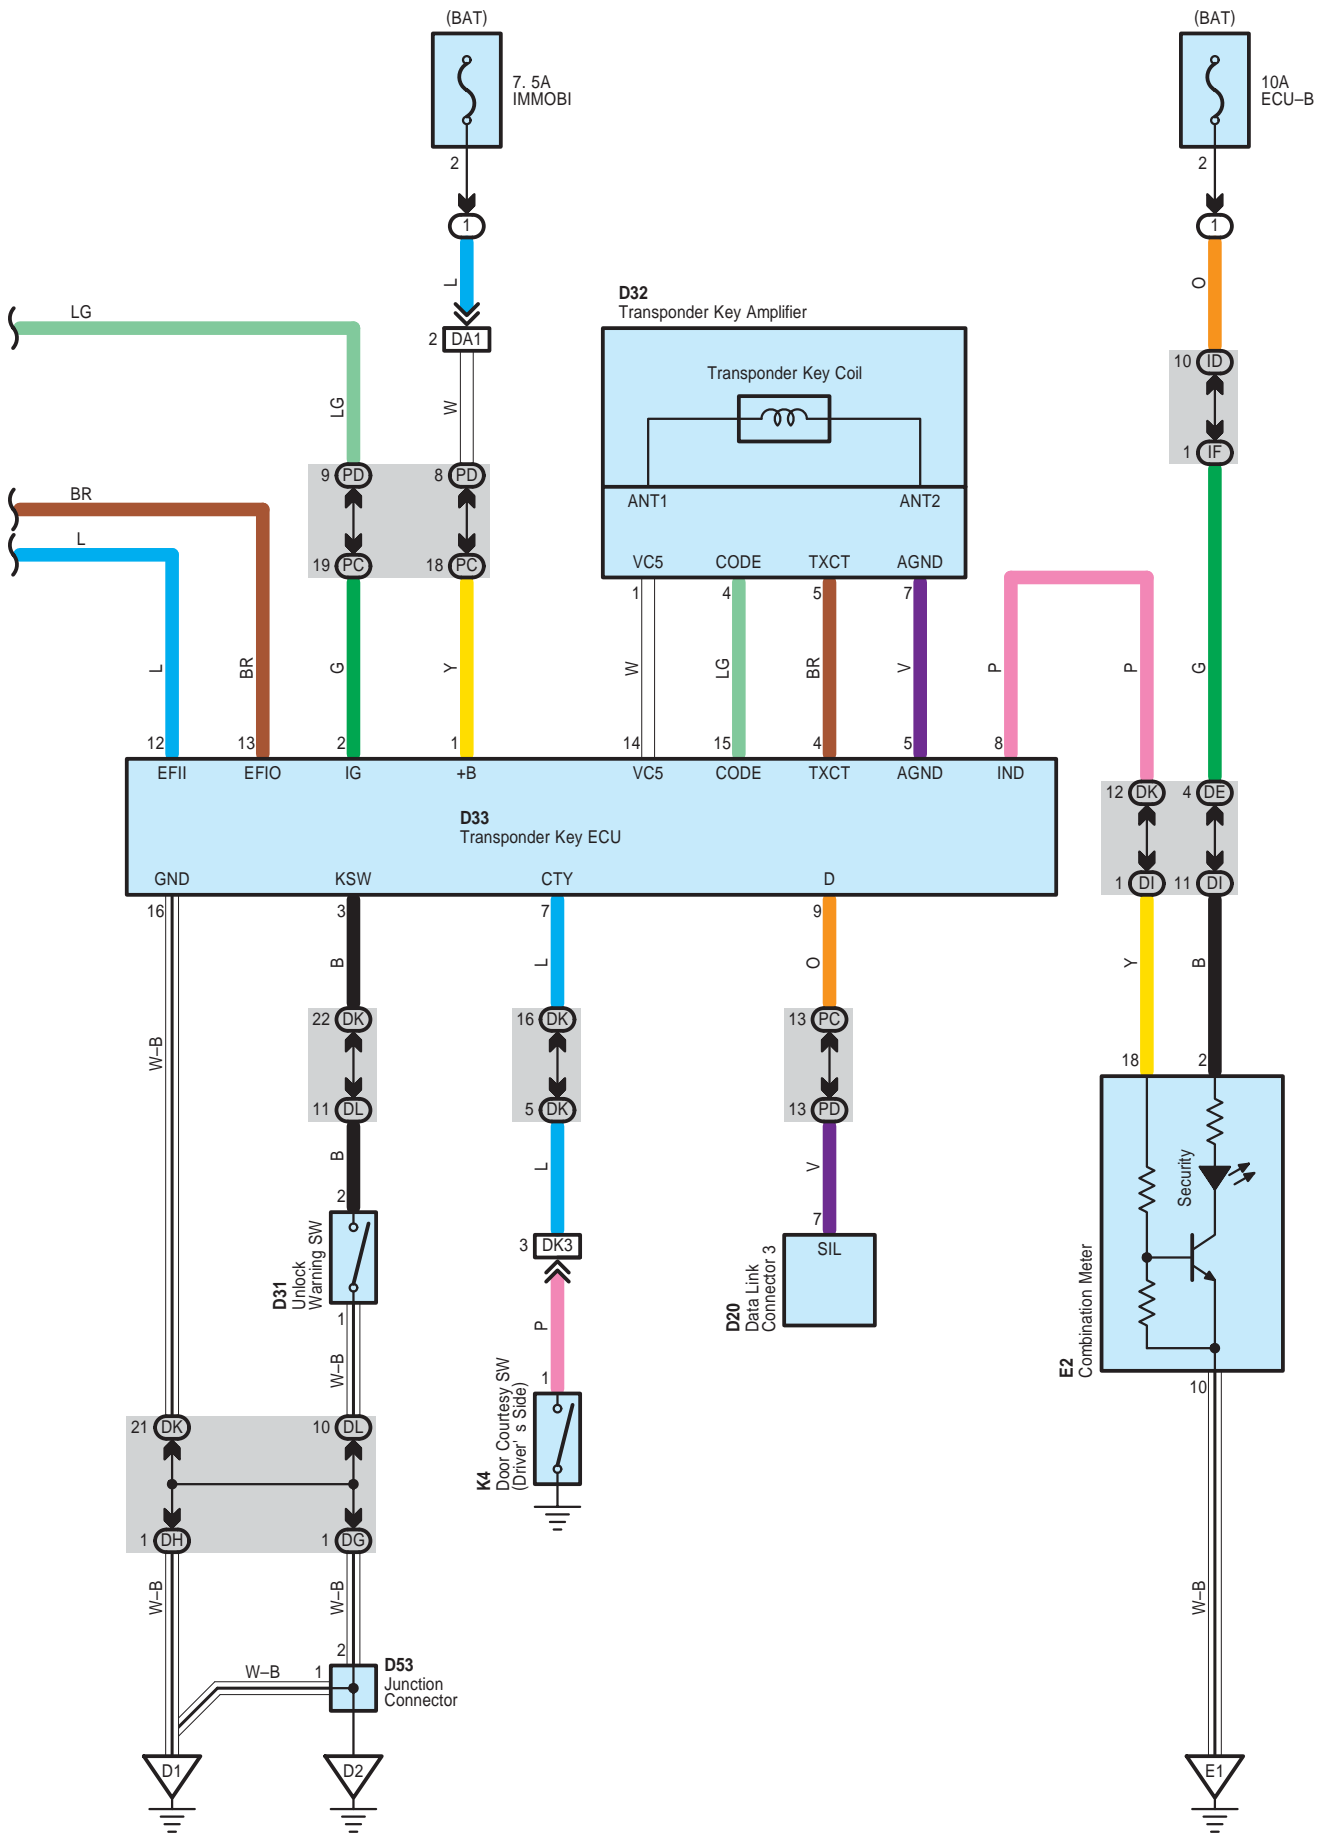 (BAT)
(BAT)
7. 5A
IMMOBI
10A
ECU–B
2
2
1
1
L
O
D32
Transponder Key Amplifier
LG
2 DA1
Transponder Key Coil
10 ID
LG
W
1 IF
9 PD
8 PD
BR
ANT1
ANT2
L
19 PC
18 PC
VC5
CODE
TXCT
AGND
1
4
5
7
L
BR
G
Y
W
LG
BR
V
P
P
G
12
13
2
1
14
15
4
5
8
EFII
EFIO
IG
+B
VC5
CODE
TXCT
AGND
IND
12 DK
4 DE
D33
Transponder Key ECU
GND
KSW
CTY
D
1 DI
11 DI
16
3
7
9
B
L
O
Y
B
22 DK
16 DK
13 PC
W–B
18
2
11 DL
5 DK
13 PD
B
L
V
Security
2
7
D31
Unlock
Warning SW
3 DK3
SIL
D20
Data Link
Connector 3
1
P
E2
Combination Meter
W–B
1
10
K4
Door Courtesy SW
(Driver' s Side)
21 DK
10 DL
1 DH
1 DG
W–B
W–B
W–B
2
W–B
1
D53
Junction
Connector
D1
D2
E1